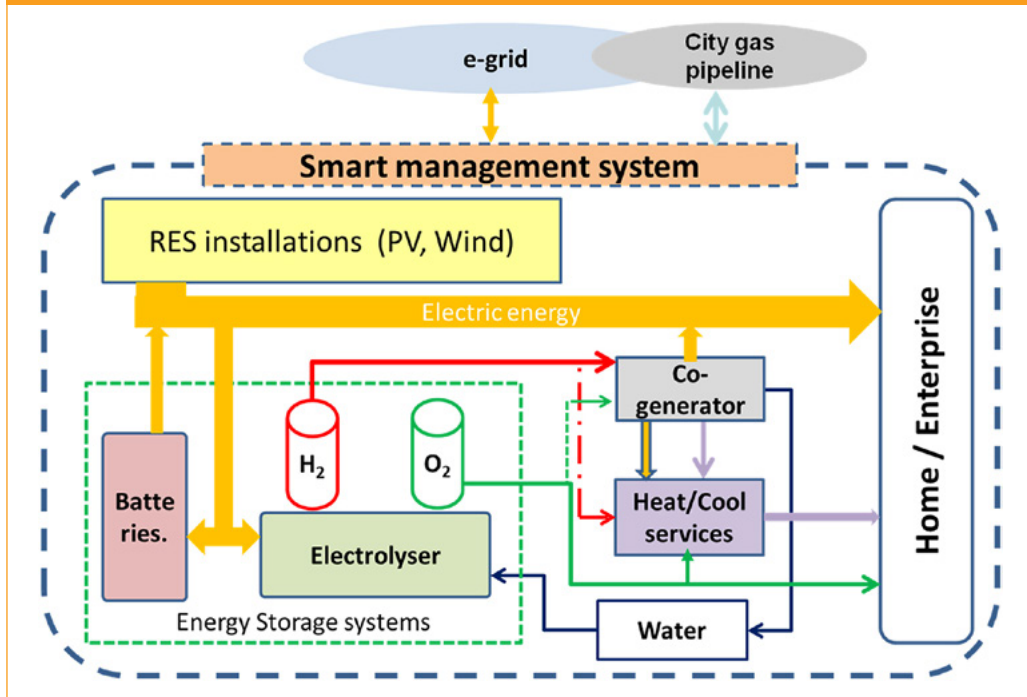 e-grid
City gas
pipeline
Smart management system
RES installations (PV, Wind)
Electric energy
Co-
generator
H₂
O₂
Batte
ries.
Heat/Cool
services
Electrolyser
Energy Storage systems
Water
Home / Enterprise